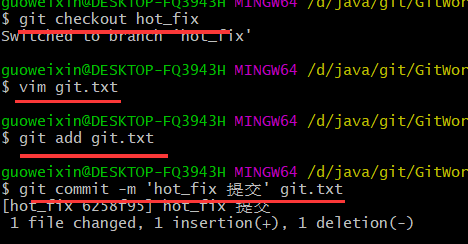 $ git checkout hot_fix
Switched to branch 'hot_fix'
guoweixin@DESKTOP-FQ3943H MINGW64 /d/java/git/GitWor
$ vim git.txt
guoweixin@DESKTOP-FQ3943H MINGW64 /d/java/git/GitWor
$ git add git.txt
guoweixin@DESKTOP-FQ3943H MINGW64 /d/java/git/GitWor
$ git commit -m 'hot_fix 提交' git.txt
[hot_fix 6258f95] hot_fix 提交
1 file changed, 1 insertion(+), 1 deletion(-)